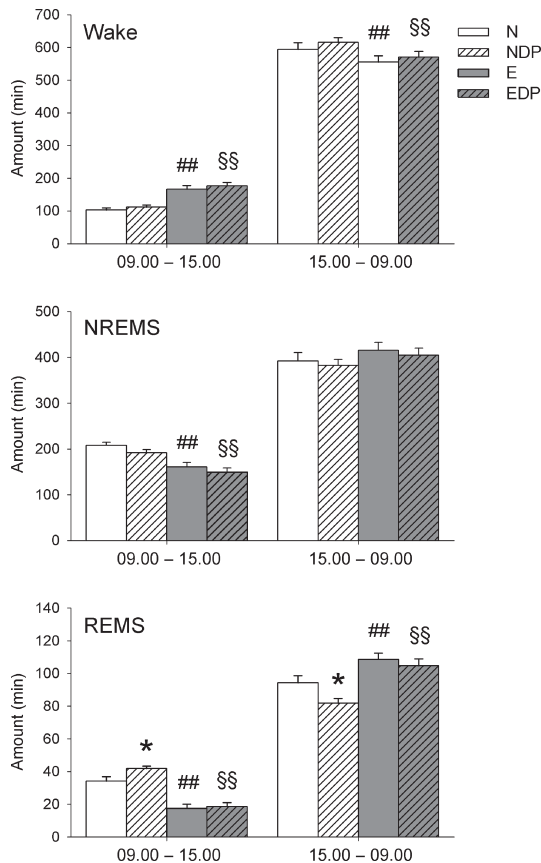 Wake
N
NDP
E
EDP
Amount (min)
700
600
500
400
300
200
100
0
## §§ ## §§
09.00 – 15.00 15.00 – 09.00
NREMS
Amount (min)
500
400
300
200
100
0
## §§
09.00 – 15.00 15.00 – 09.00
REMS
Amount (min)
140
120
100
80
60
40
20
0
* ## §§ * ## §§
09.00 – 15.00 15.00 – 09.00